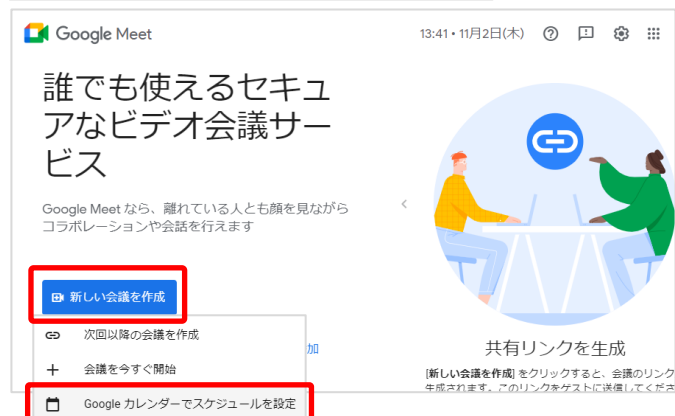 Google Meet
13:41 • 11月2日(木)
誰でも使えるセキュ
アなビデオ会議サー
ビス
Google Meet なら、離れている人とも顔を見ながら
コラボレーションや会話を行えます
新しい会議を作成
次回以降の会議を作成
加
会議を今すぐ開始
Google カレンダーでスケジュールを設定
共有リンクを生成
[新しい会議を作成] をクリックすると、会議のリンク
生成されます。このリンクをゲストに送信してくださ